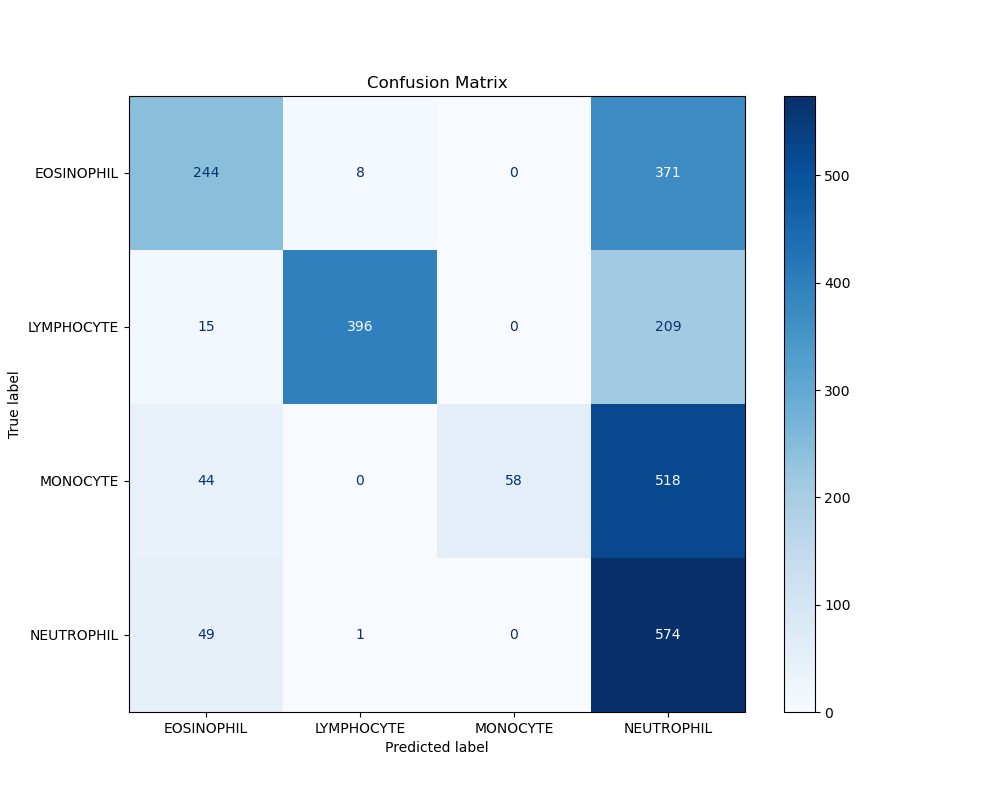 Confusion Matrix
EOSINOPHIL 244 8 0 371
LYMPHOCYTE 15 396 0 209
MONOCYTE 44 0 58 518
NEUTROPHIL 49 1 0 574
EOSINOPHIL LYMPHOCYTE MONOCYTE NEUTROPHIL
Predicted label
True label
500
400
300
200
100
0